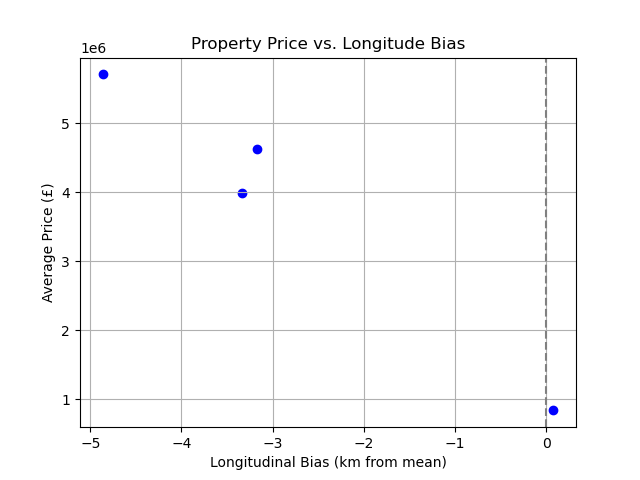 Property Price vs. Longitude Bias
1e6
5
4
3
2
1
Average Price (£)
−5 −4 −3 −2 −1 0
Longitudinal Bias (km from mean)